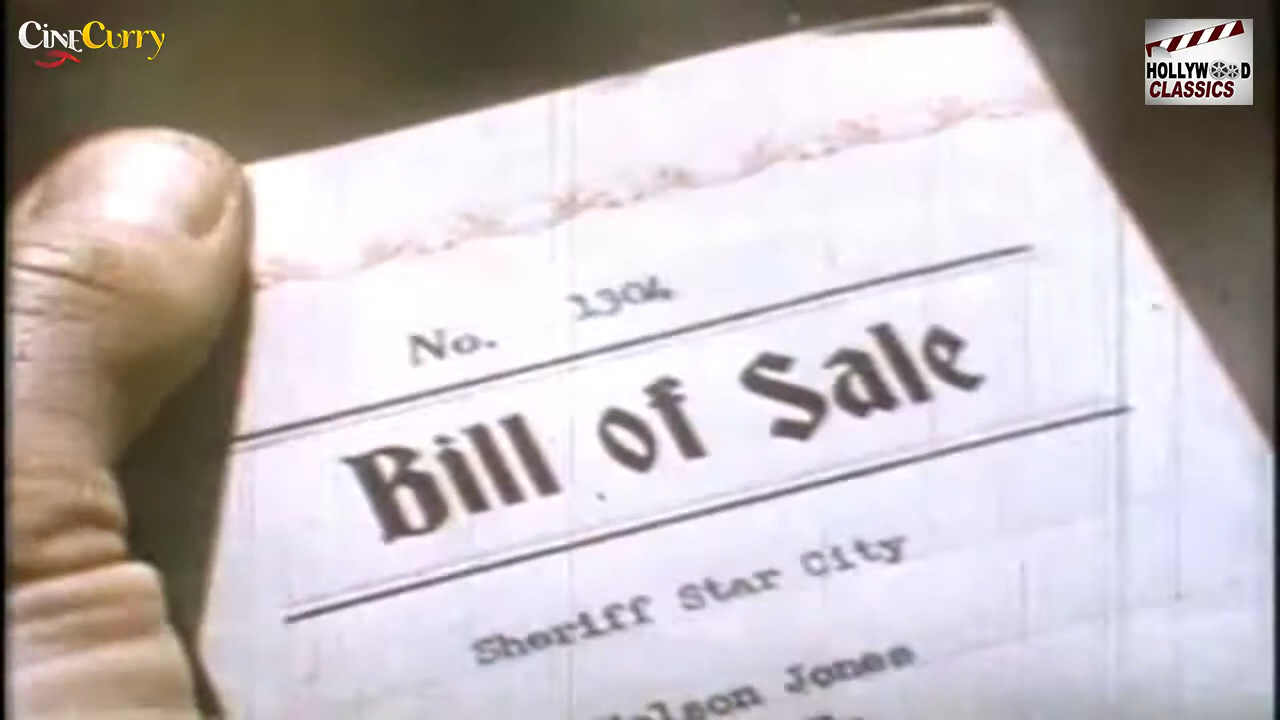 CineCurry
HOLLYWOOD
CLASSICS
No. 1304
Bill of Sale
Sheriff Star City
Jones